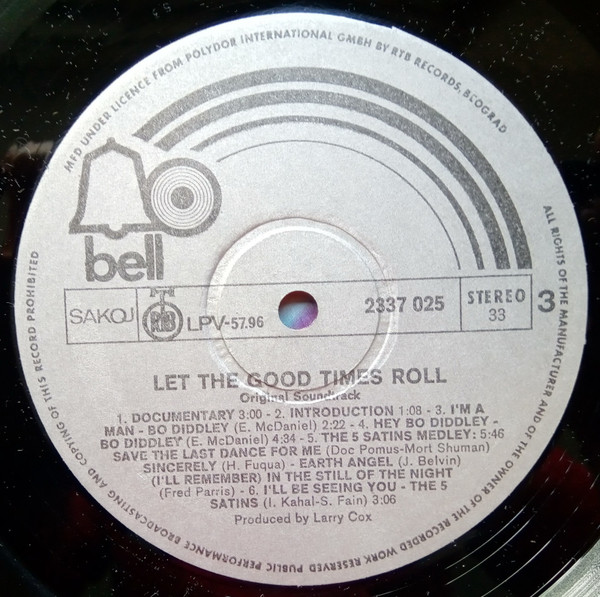 MFD UNDER LICENCE FROM POLYDOR INTERNATIONAL GMBH BY RTB RECORDS, BEOGRAD
bell
SAKOJ
RTB
LPV-57.96
2337 025
STEREO
33
3
LET THE GOOD TIMES ROLL
Original Soundtrack
1. DOCUMENTARY 3:00 - 2. INTRODUCTION 1:08 - 3. I'M A
MAN - BO DIDDLEY (E. McDANIEL) 2:22 - 4. HEY BO DIDDLEY -
BO DIDDLEY (E. McDANIEL) 4:34 - 5. THE 5 SATINS MEDLEY: 5:46
SAVE THE LAST DANCE FOR ME (Doc Pomus-Mort Shuman)
SINCERELY (H. Fuqua) - EARTH ANGEL (J. Belvin)
(I'LL REMEMBER) IN THE STILL OF THE NIGHT
(Fred Parris) - 6. I'LL BE SEEING YOU - THE 5
SATINS (I. Kahal-S. Fain) 3:06
Produced by Larry Cox
ALL RIGHTS OF THE MANUFACTURER AND OF THE OWNER OF THE RECORDED WORK RESERVED PUBLIC PERFORMANCE BROADCASTING AND COPYING OF THIS RECORD PROHIBITED